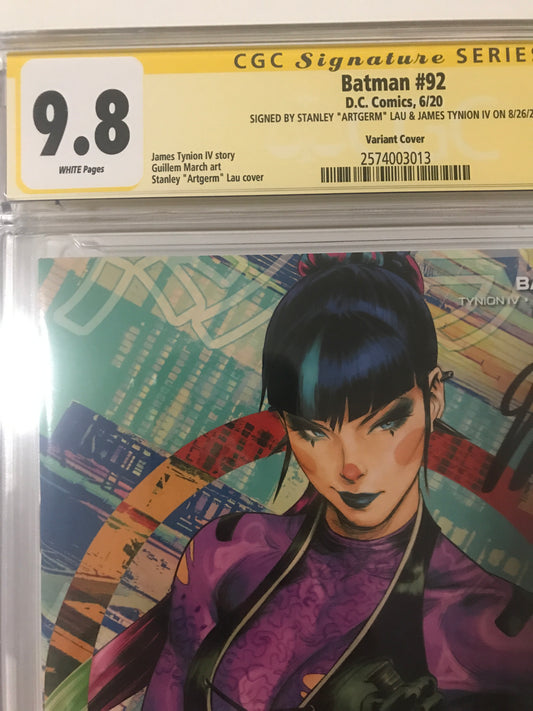 CGC Signature SERIES
9.8
WHITE Pages
Batman #92
D.C. Comics, 6/20
SIGNED BY STANLEY "ARTGERM" LAU & JAMES TYNION IV ON 8/26/2
Variant Cover
James Tynion IV story
Guillem March art
Stanley "Artgerm" Lau cover
2574003013
BA
TYNION IV •